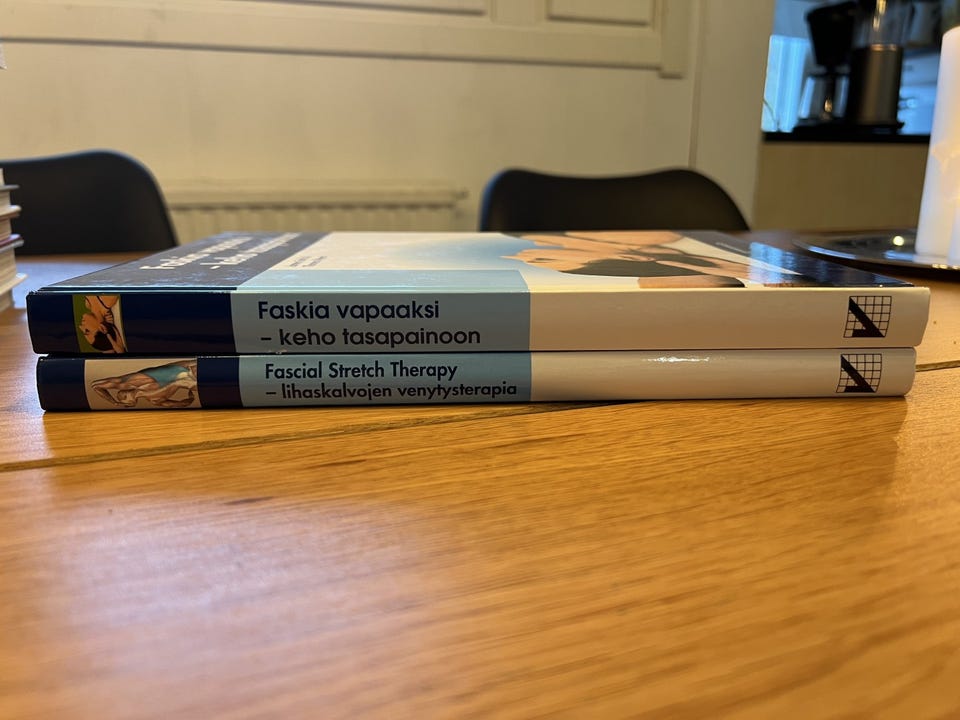 Faskia vapaaksi
– keho tasapainoon
Fascial Stretch Therapy
– lihaskalvojen venytysterapia